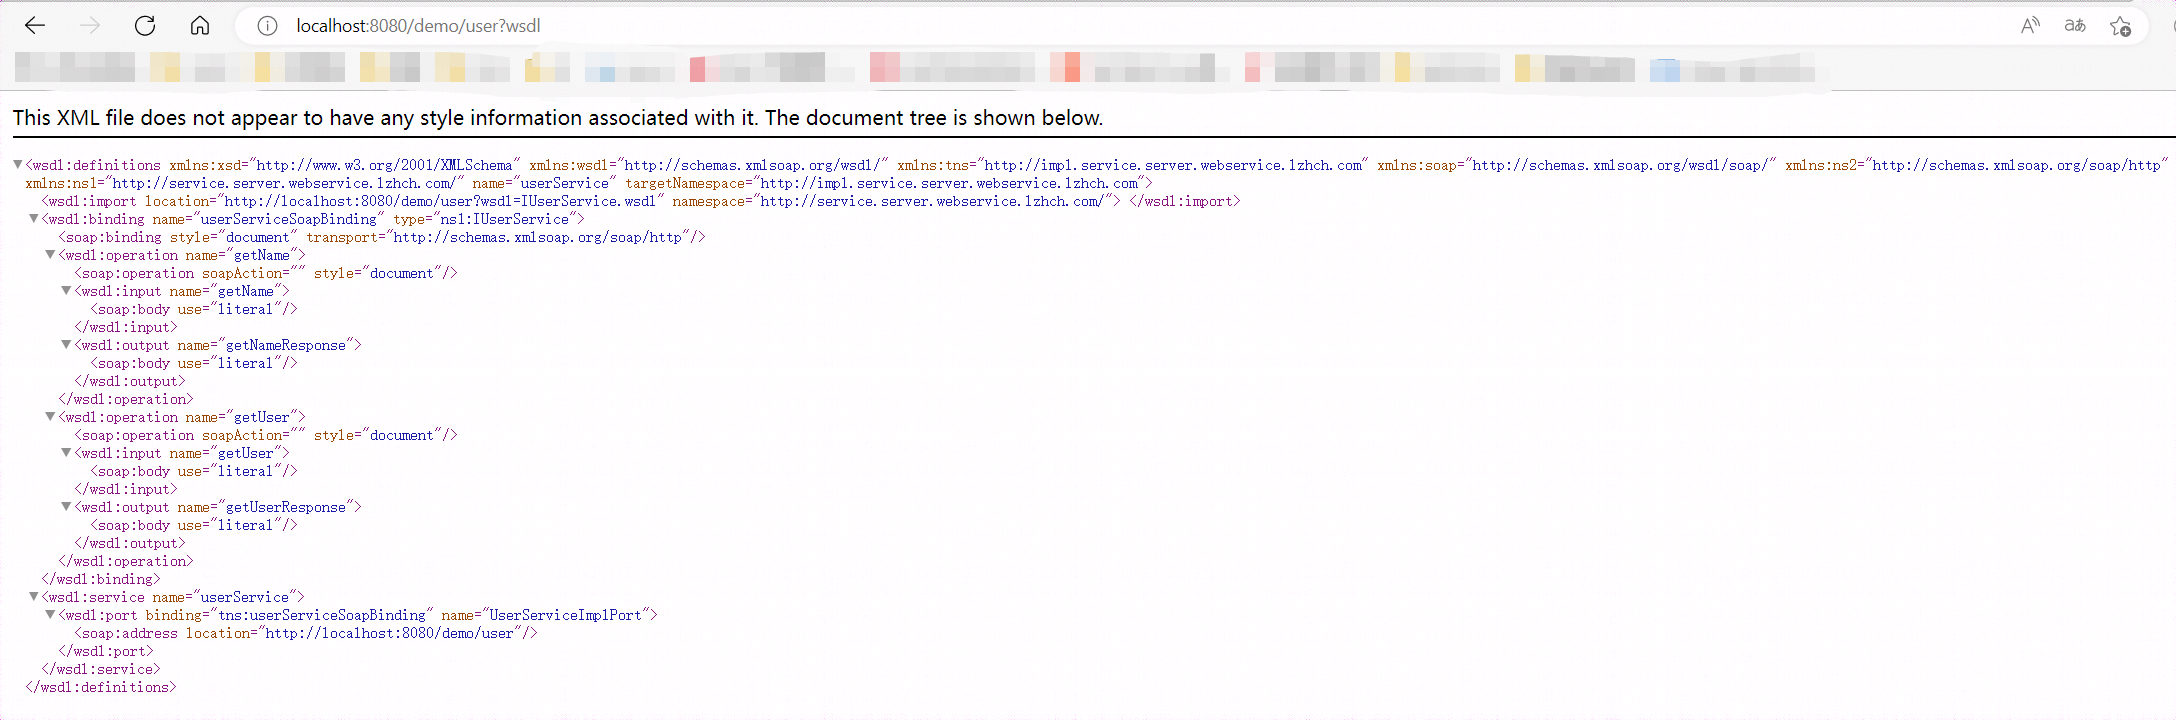 localhost:8080/demo/user?wsdl
This XML file does not appear to have any style information associated with it. The document tree is shown below.
<wsdl:definitions xmlns:xsd="http://www.w3.org/2001/XMLSchema" xmlns:wsdl="http://schemas.xmlsoap.org/wsdl/" xmlns:tns="http://impl.service.server.webservice.lzhch.com" xmlns:soap="http://schemas.xmlsoap.org/wsdl/soap/" xmlns:ns2="http://schemas.xmlsoap.org/soap/http"
xmlns:ns1="http://service.server.webservice.lzhch.com/" name="userService" targetNamespace="http://impl.service.server.webservice.lzhch.com">
<wsdl:import location="http://localhost:8080/demo/user?wsdl=IUserService.wsdl" namespace="http://service.server.webservice.lzhch.com/"> </wsdl:import>
<wsdl:binding name="userServiceSoapBinding" type="ns1:IUserService">
<soap:binding style="document" transport="http://schemas.xmlsoap.org/soap/http"/>
<wsdl:operation name="getName">
<soap:operation soapAction="" style="document"/>
<wsdl:input name="getName">
<soap:body use="literal"/>
</wsdl:input>
<wsdl:output name="getNameResponse">
<soap:body use="literal"/>
</wsdl:output>
</wsdl:operation>
<wsdl:operation name="getUser">
<soap:operation soapAction="" style="document"/>
<wsdl:input name="getUser">
<soap:body use="literal"/>
</wsdl:input>
<wsdl:output name="getUserResponse">
<soap:body use="literal"/>
</wsdl:output>
</wsdl:operation>
</wsdl:binding>
<wsdl:service name="userService">
<wsdl:port binding="tns:userServiceSoapBinding" name="UserServiceImplPort">
<soap:address location="http://localhost:8080/demo/user"/>
</wsdl:port>
</wsdl:service>
</wsdl:definitions>